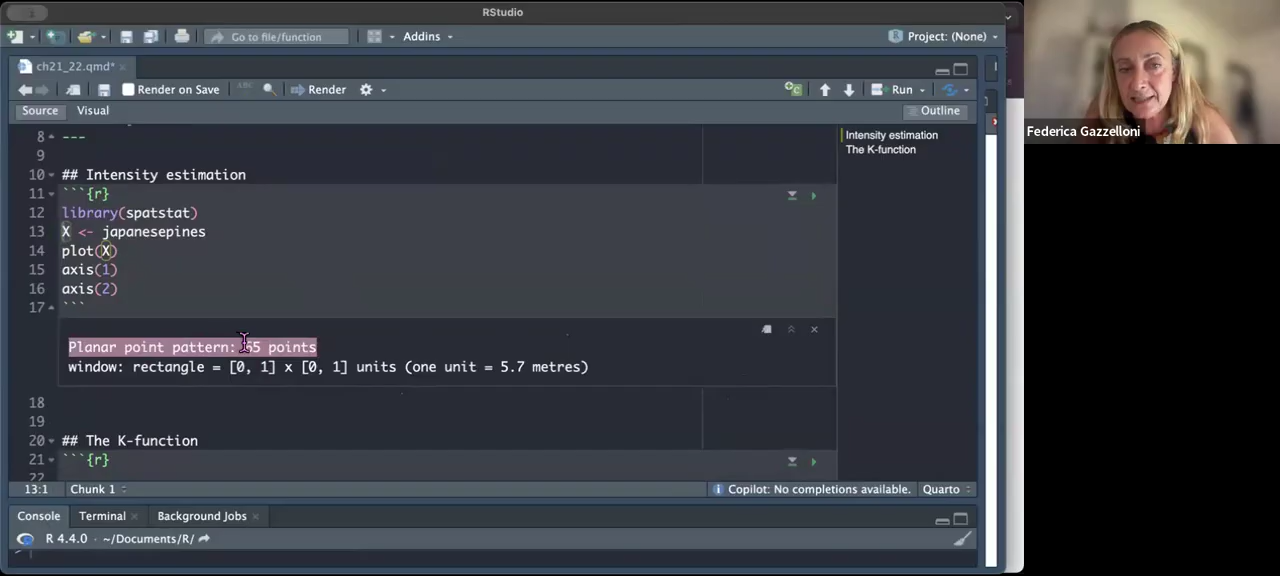 RStudio
Go to file/function
Addins
Project: (None)
ch21_22.qmd*
Render on Save
ABC
Render
Run
Source
Visual
Outline
8 ---
9
10 ## Intensity estimation
11 ```{r}
12 library(spatstat)
13 X <- japanesepines
14 plot(X)
15 axis(1)
16 axis(2)
17 ```
Planar point pattern: 65 points
window: rectangle = [0, 1] x [0, 1] units (one unit = 5.7 metres)
18
19
20 ## The K-function
21 ```{r}
22
Intensity estimation
The K-function
13:1
Chunk 1
Copilot: No completions available.
Quarto
Console
Terminal
Background Jobs
R 4.4.0 · ~/Documents/R/
>
Federica Gazzelloni